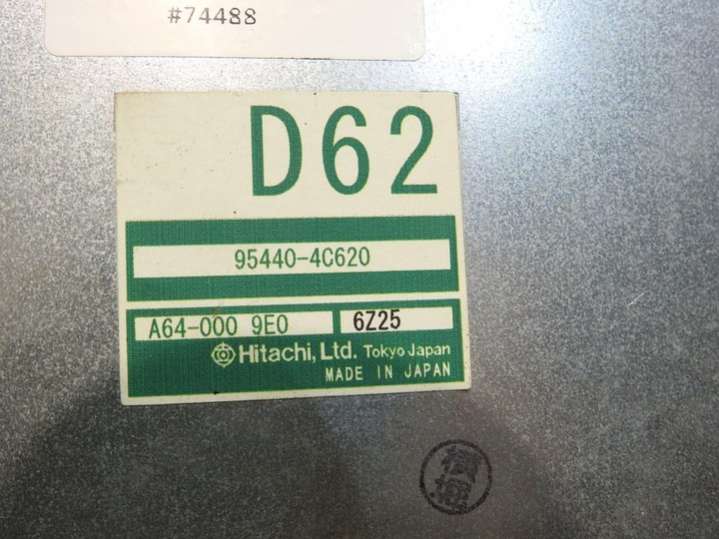 #74488
D62
95440-4C620
A64-000 9E0 6Z25
Hitachi, Ltd. Tokyo Japan
MADE IN JAPAN